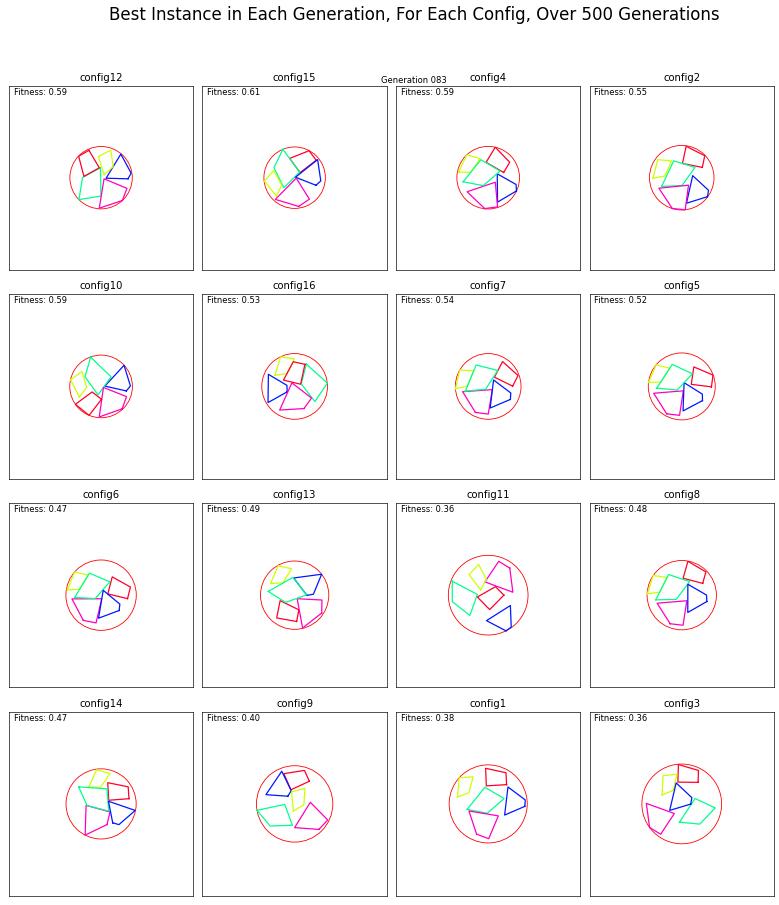 Best Instance in Each Generation, For Each Config, Over 500 Generations
Generation 083
config12
Fitness: 0.59
config15
Fitness: 0.61
config4
Fitness: 0.59
config2
Fitness: 0.55
config10
Fitness: 0.59
config16
Fitness: 0.53
config7
Fitness: 0.54
config5
Fitness: 0.52
config6
Fitness: 0.47
config13
Fitness: 0.49
config11
Fitness: 0.36
config8
Fitness: 0.48
config14
Fitness: 0.47
config9
Fitness: 0.40
config1
Fitness: 0.38
config3
Fitness: 0.36